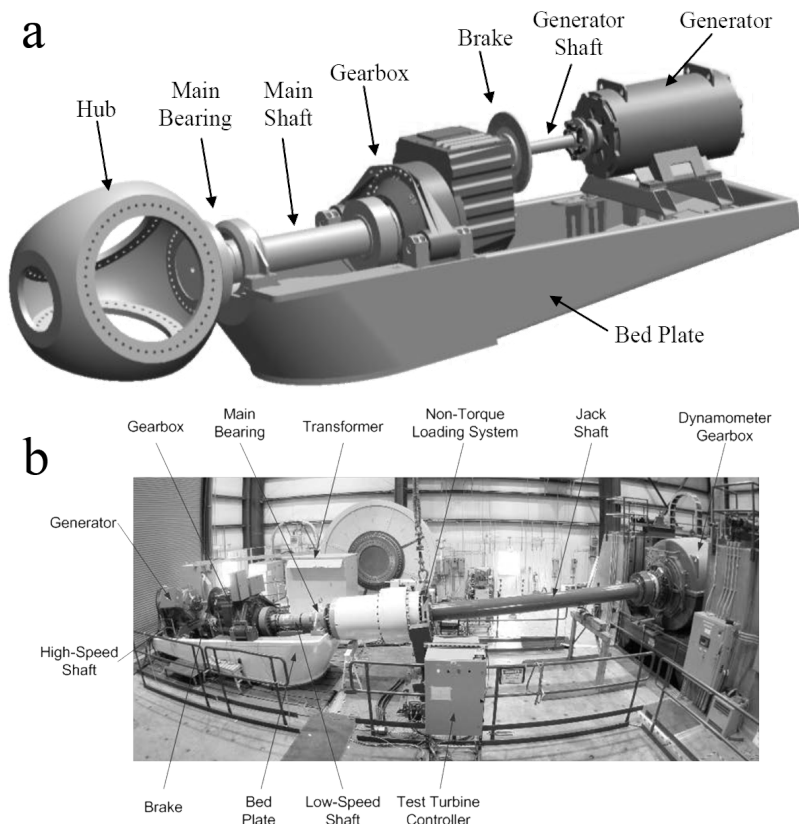 a
Hub
Main
Bearing
Main
Shaft
Gearbox
Brake
Generator
Shaft
Generator
Bed Plate
b
Gearbox
Main
Bearing
Transformer
Non-Torque
Loading System
Jack
Shaft
Dynamometer
Gearbox
Generator
High-Speed
Shaft
Brake
Bed
Plate
Low-Speed
Shaft
Test Turbine
Controller